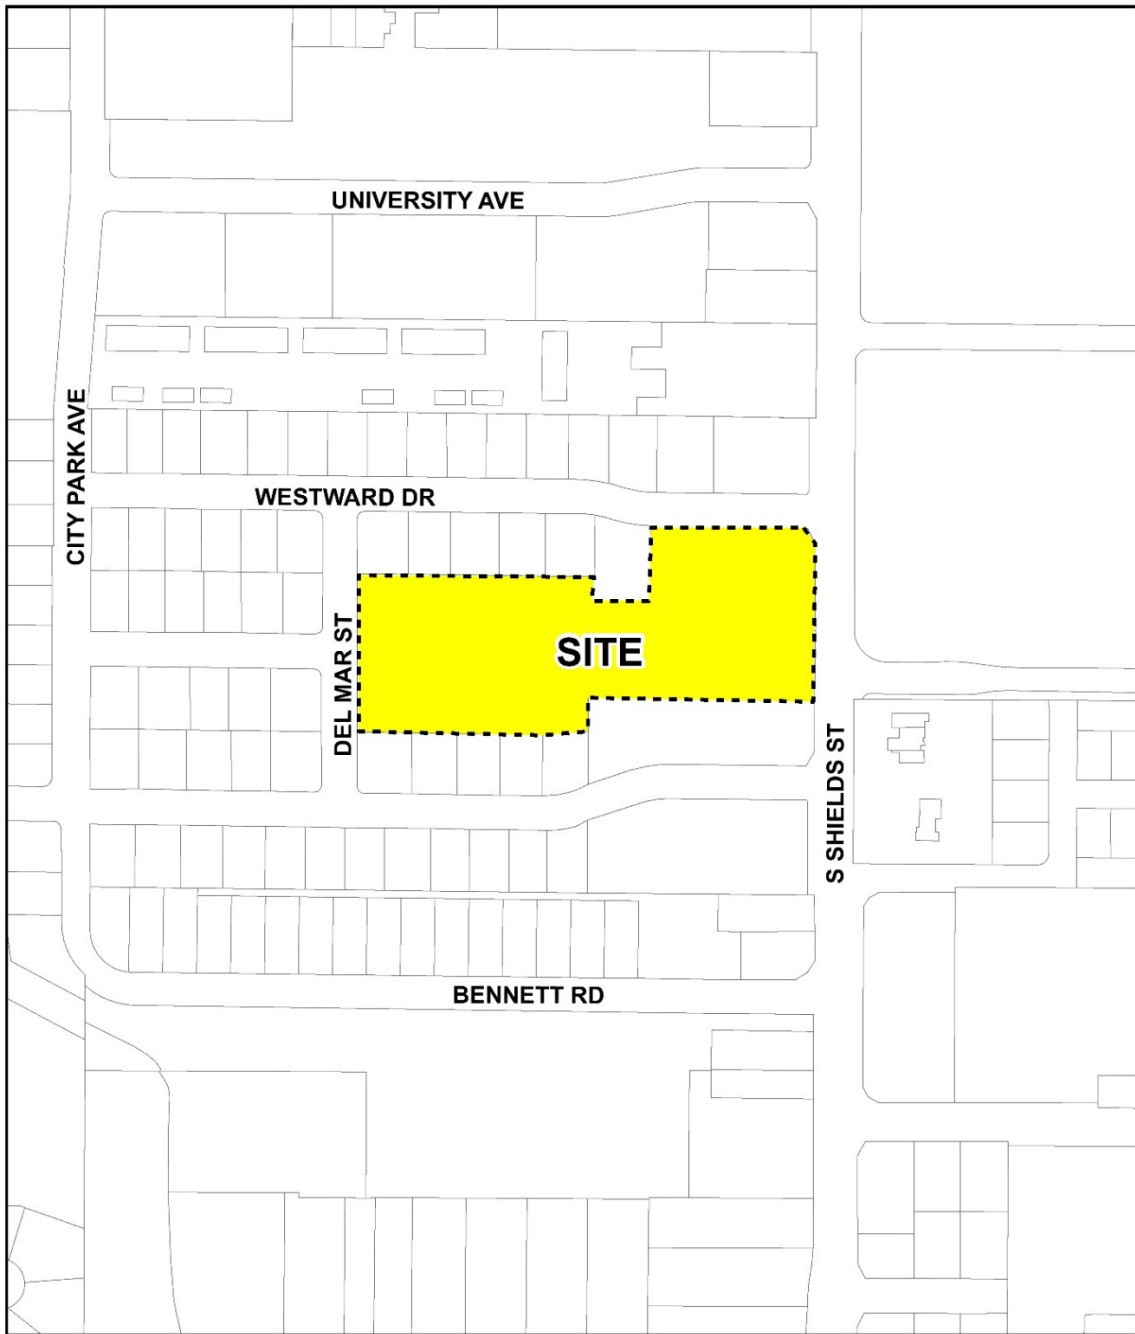 UNIVERSITY AVE
CITY PARK AVE
WESTWARD DR
DEL MAR ST
SITE
S SHIELDS ST
BENNETT RD